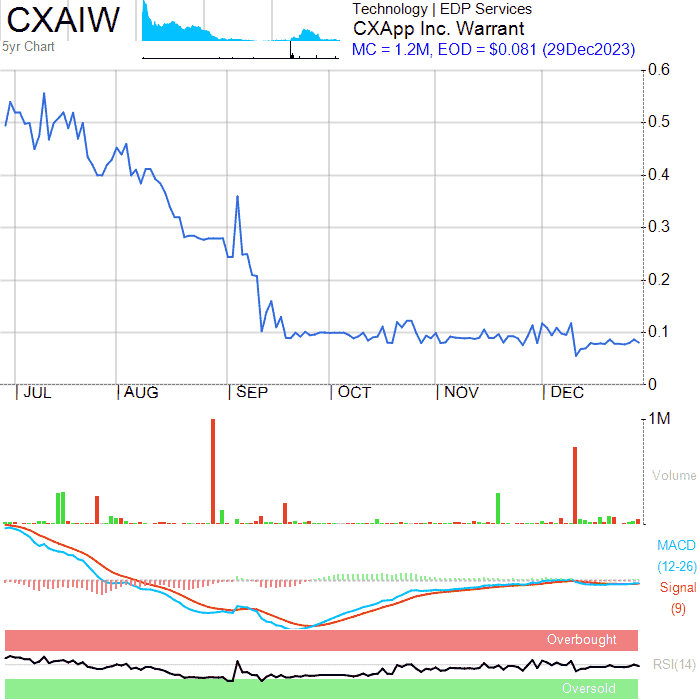 CXAIW
5yr Chart
Technology | EDP Services
CXApp Inc. Warrant
MC = 1.2M, EOD = $0.081 (29Dec2023)
0.6
0.5
0.4
0.3
0.2
0.1
0
JUL AUG SEP OCT NOV DEC
1M
Volume
MACD
(12-26)
Signal
(9)
Overbought
RSI(14)
Oversold